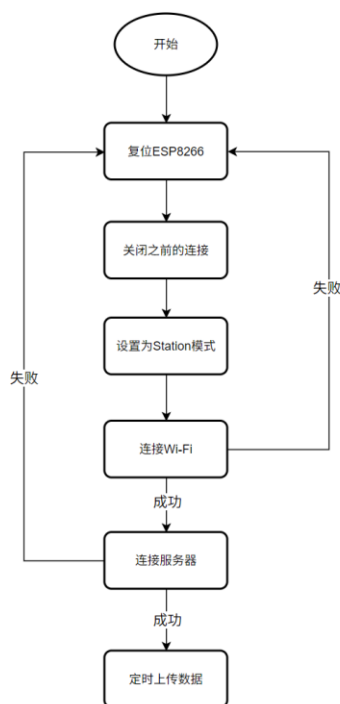 开始
复位ESP8266
关闭之前的连接
失败
设置为Station模式
失败
连接Wi-Fi
成功
连接服务器
成功
定时上传数据